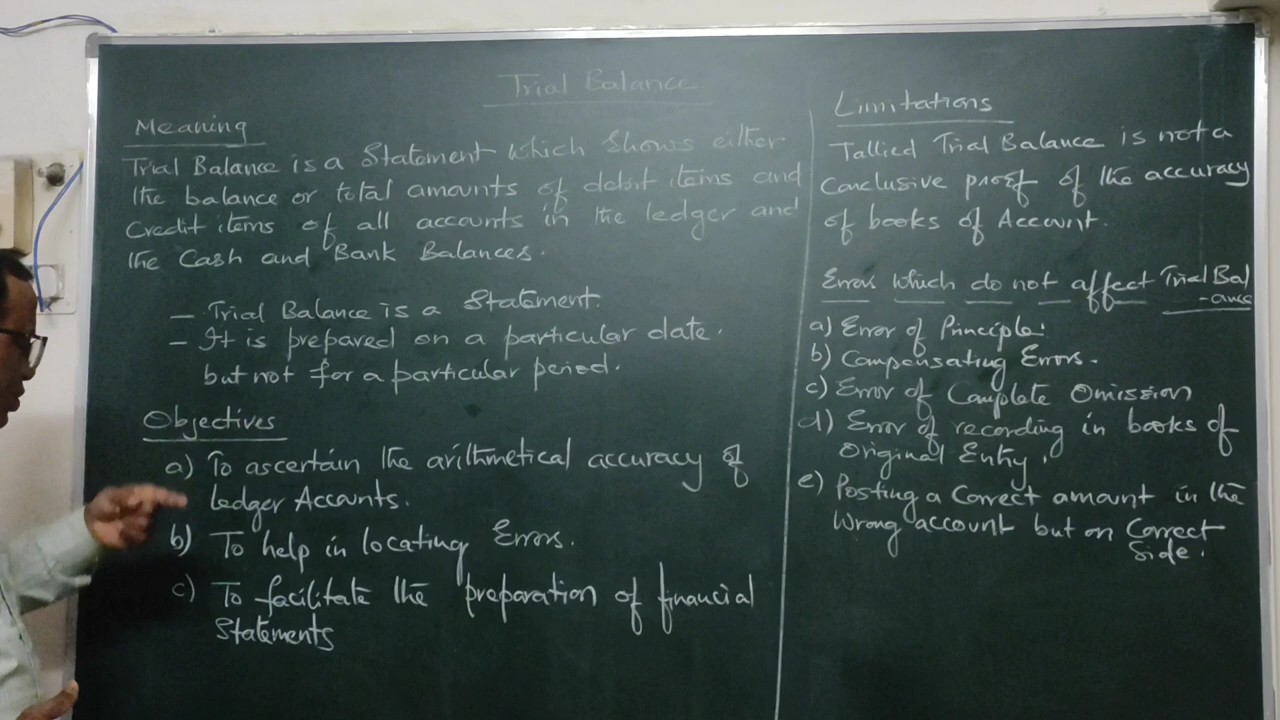 Trial Balance
Meaning
Trial Balance is a Statement which shows either
the balance or total amounts of debit items and
credit items of all accounts in the ledger and
the Cash and Bank Balances.
– Trial Balance is a Statement.
– It is prepared on a particular date.
but not for a particular period.
Objectives
a) To ascertain the arithmetical accuracy of
ledger Accounts.
b) To help in locating Errors.
c) To facilitate the preparation of financial
Statements
Limitations
Tallied Trial Balance is not a
Conclusive proof of the accuracy
of books of Account.
Errors which do not affect Trial Bal
-ance
a) Error of Principle.
b) Compensating Errors.
c) Error of Complete Omission
d) Error of recording in books of
Original Entry.
e) Posting a Correct amount in the
Wrong account but on Correct
Side.